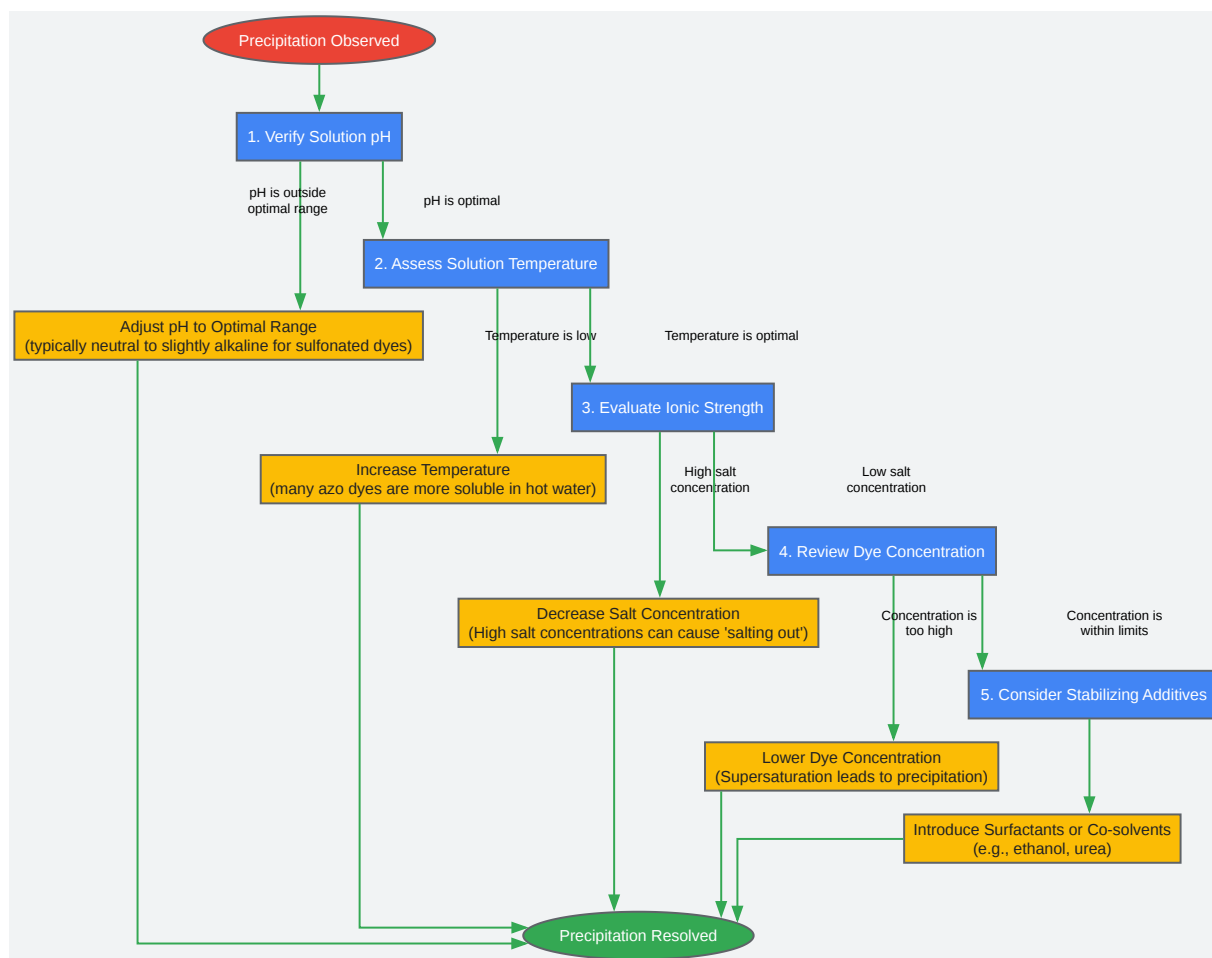 Precipitation Observed
1. Verify Solution pH
pH is outside
optimal range
pH is optimal
2. Assess Solution Temperature
Adjust pH to Optimal Range
(typically neutral to slightly alkaline for sulfonated dyes)
Temperature is low
Temperature is optimal
3. Evaluate Ionic Strength
Increase Temperature
(many azo dyes are more soluble in hot water)
High salt
concentration
Low salt
concentration
4. Review Dye Concentration
Decrease Salt Concentration
(High salt concentrations can cause 'salting out')
Concentration is
too high
Concentration is
within limits
5. Consider Stabilizing Additives
Lower Dye Concentration
(Supersaturation leads to precipitation)
Introduce Surfactants or Co-solvents
(e.g., ethanol, urea)
Precipitation Resolved